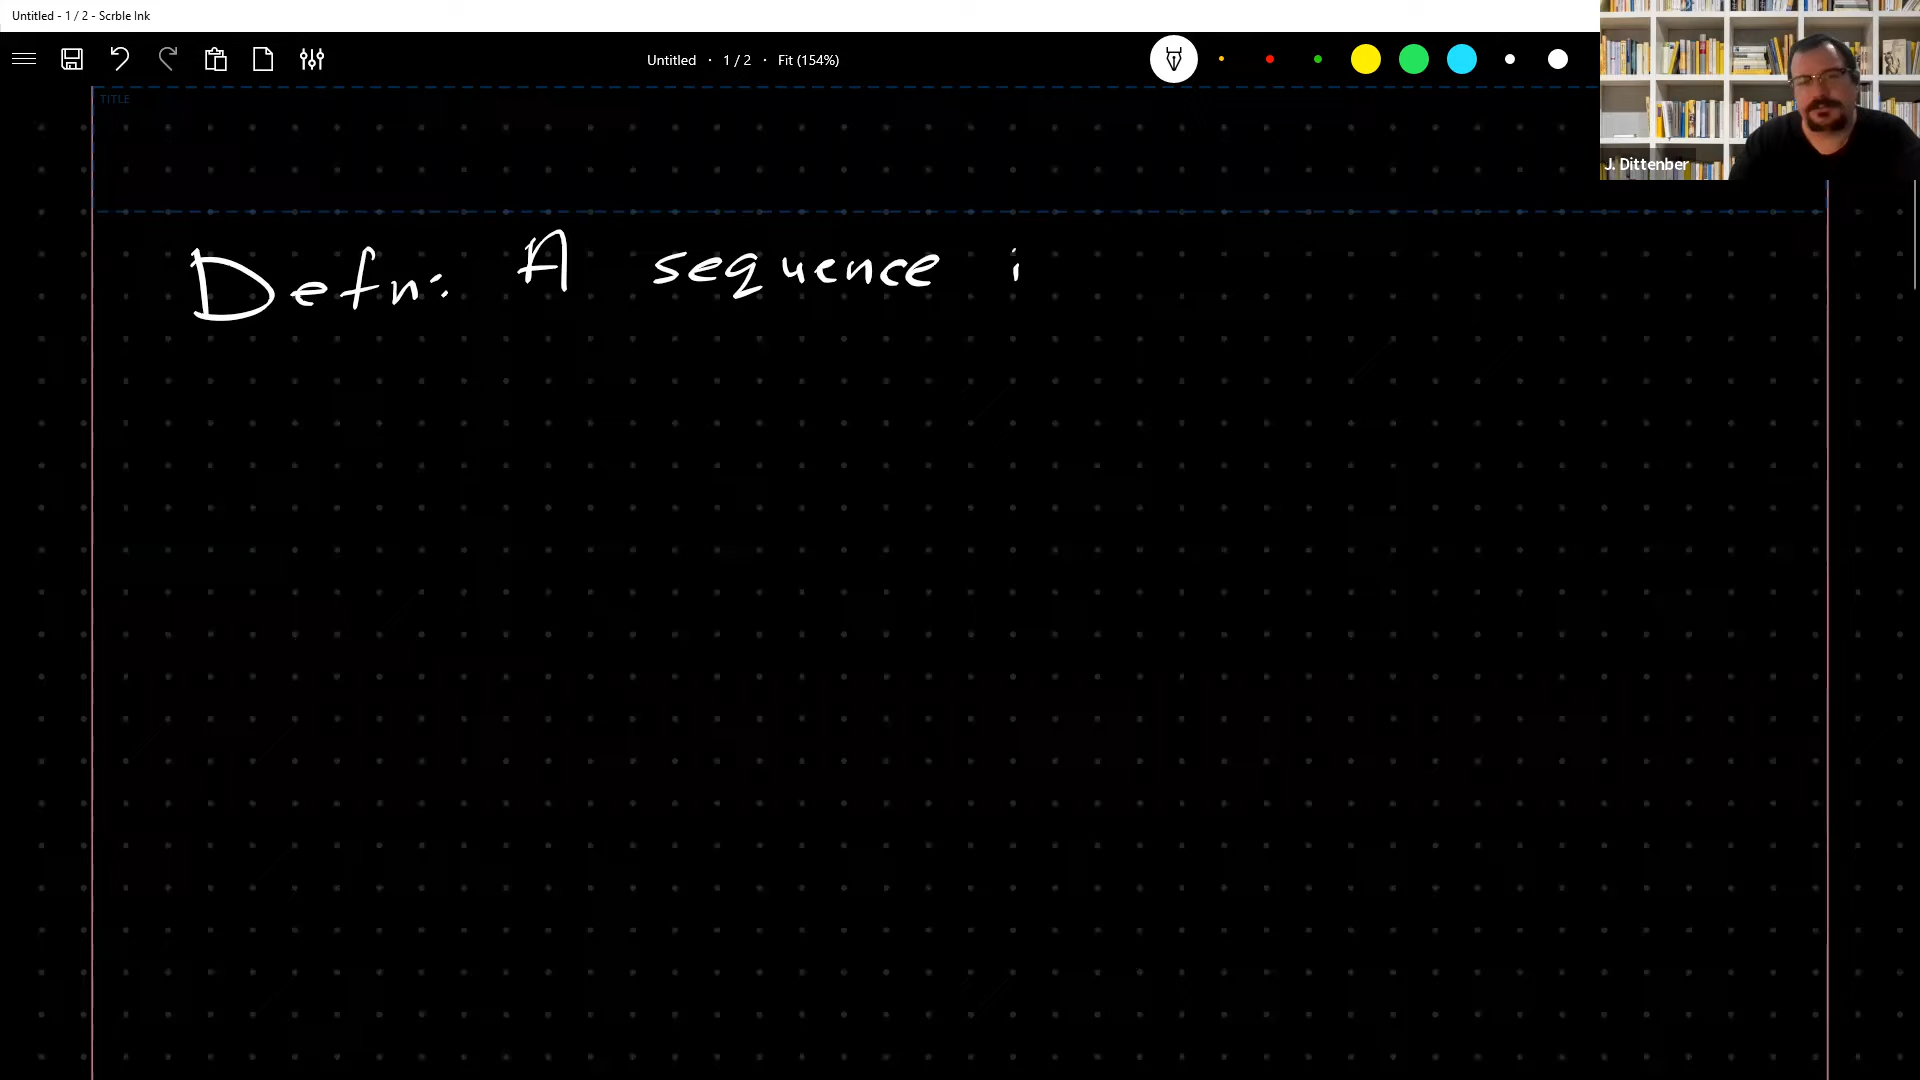 Untitled - 1 / 2 - Scrble Ink
Untitled · 1 / 2 · Fit (154%)
TITLE
J. Dittenber
Defn: A sequence i